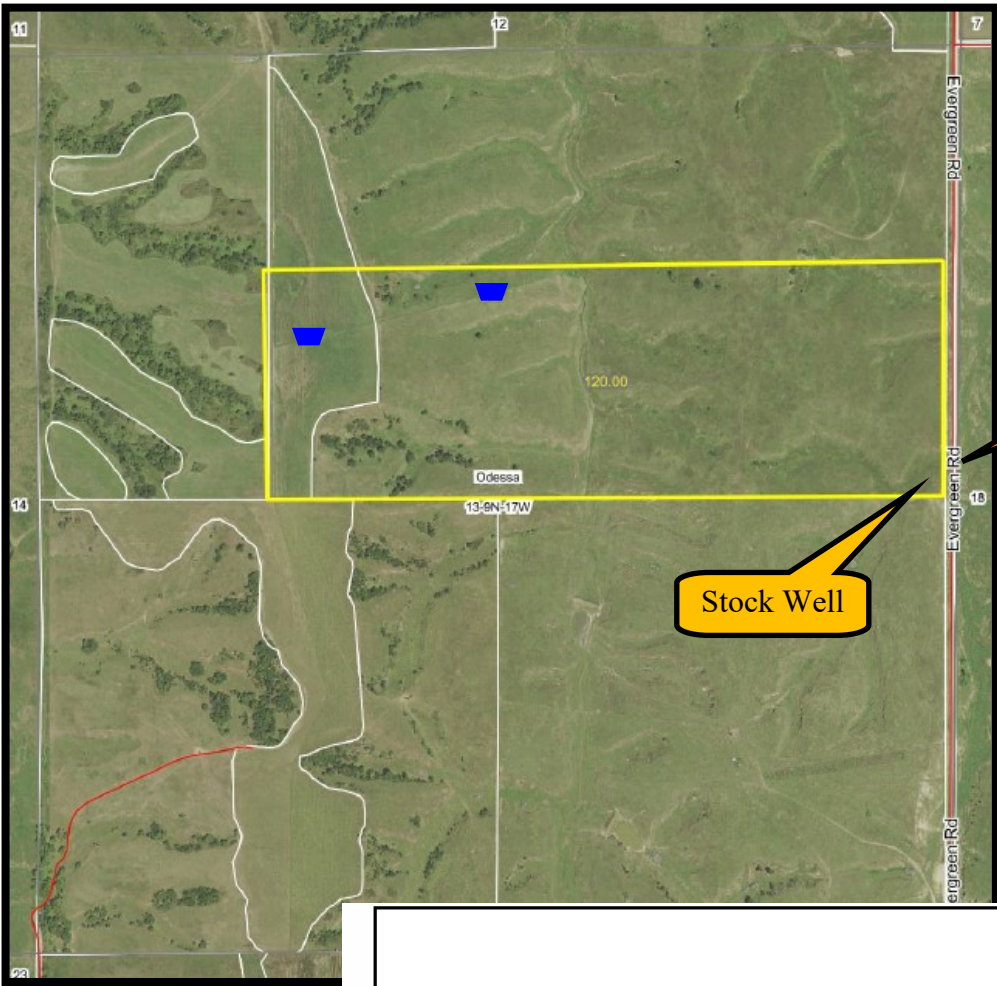 11
12
7
Evergreen Rd
120.00
Odessa
13-9N-17W
14
18
Evergreen Rd
Stock Well
ergreen Rd
23